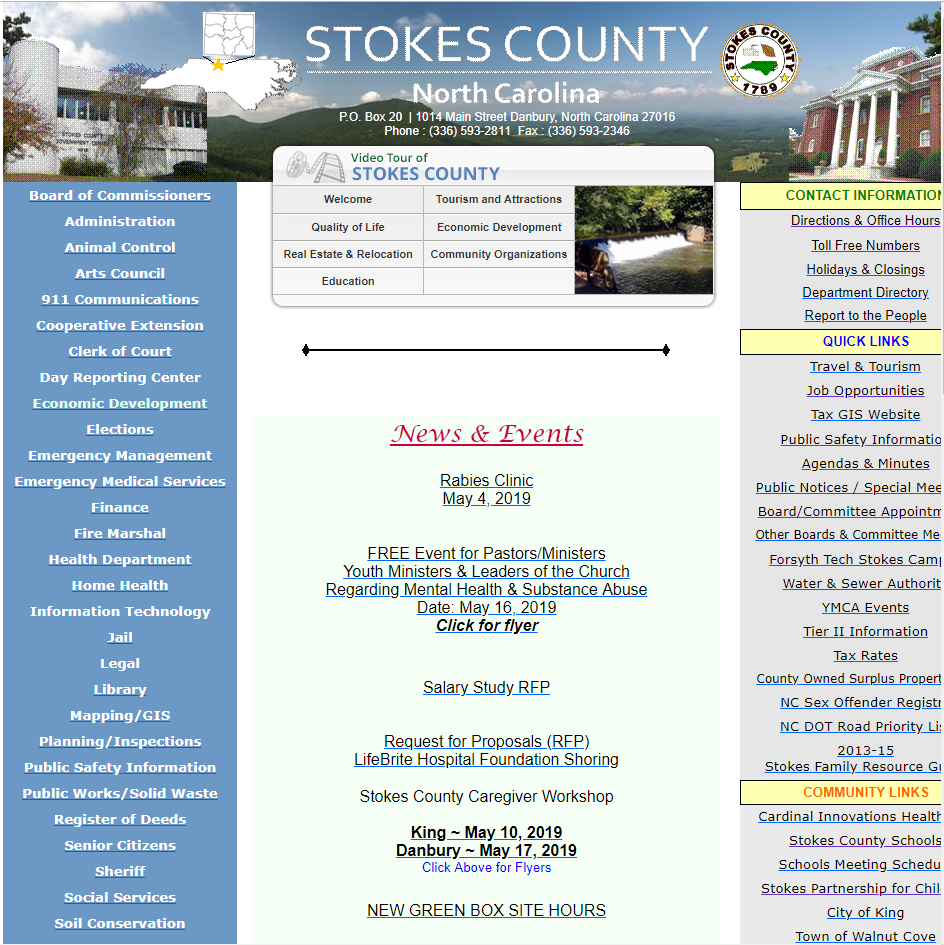 STOKES COUNTY
North Carolina
P.O. Box 20 | 1014 Main Street Danbury, North Carolina 27016
Phone : (336) 593-2811 Fax : (336) 593-2346
STOKES COUNTY
1789
STOKES COUNTY
GOVERNMENT CENTER
Video Tour of
STOKES COUNTY
Welcome
Tourism and Attractions
Quality of Life
Economic Development
Real Estate & Relocation
Community Organizations
Education
Board of Commissioners
Administration
Animal Control
Arts Council
911 Communications
Cooperative Extension
Clerk of Court
Day Reporting Center
Economic Development
Elections
Emergency Management
Emergency Medical Services
Finance
Fire Marshal
Health Department
Home Health
Information Technology
Jail
Legal
Library
Mapping/GIS
Planning/Inspections
Public Safety Information
Public Works/Solid Waste
Register of Deeds
Senior Citizens
Sheriff
Social Services
Soil Conservation
News & Events
Rabies Clinic
May 4, 2019
FREE Event for Pastors/Ministers
Youth Ministers & Leaders of the Church
Regarding Mental Health & Substance Abuse
Date: May 16, 2019
Click for flyer
Salary Study RFP
Request for Proposals (RFP)
LifeBrite Hospital Foundation Shoring
Stokes County Caregiver Workshop
King ~ May 10, 2019
Danbury ~ May 17, 2019
Click Above for Flyers
NEW GREEN BOX SITE HOURS
CONTACT INFORMATION
Directions & Office Hours
Toll Free Numbers
Holidays & Closings
Department Directory
Report to the People
QUICK LINKS
Travel & Tourism
Job Opportunities
Tax GIS Website
Public Safety Informatio
Agendas & Minutes
Public Notices / Special Mee
Board/Committee Appointm
Other Boards & Committee Me
Forsyth Tech Stokes Camp
Water & Sewer Authorit
YMCA Events
Tier II Information
Tax Rates
County Owned Surplus Propert
NC Sex Offender Registr
NC DOT Road Priority Lis
2013-15
Stokes Family Resource Gu
COMMUNITY LINKS
Cardinal Innovations Health
Stokes County Schools
Schools Meeting Schedu
Stokes Partnership for Chil
City of King
Town of Walnut Cove